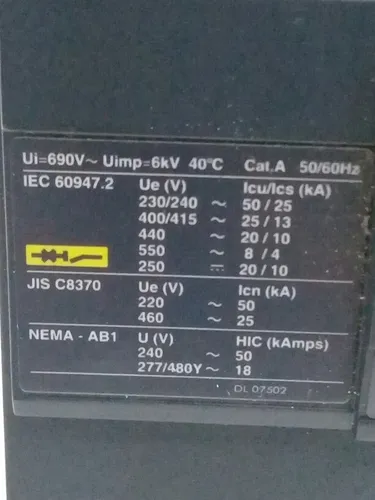 Ui=690V~ Uimp=6kV 40°C Cat.A 50/60Hz
IEC 60947.2 Ue (V) Icu/Ics (kA)
230/240 ~ 50 / 25
400/415 ~ 25 / 13
440 ~ 20 / 10
550 ~ 8 / 4
250 ⎓ 20 / 10
JIS C8370 Ue (V) Icn (kA)
220 ~ 50
460 ~ 25
NEMA - AB1 U (V) HIC (kAmps)
240 ~ 50
277/480Y ~ 18
DL 07502